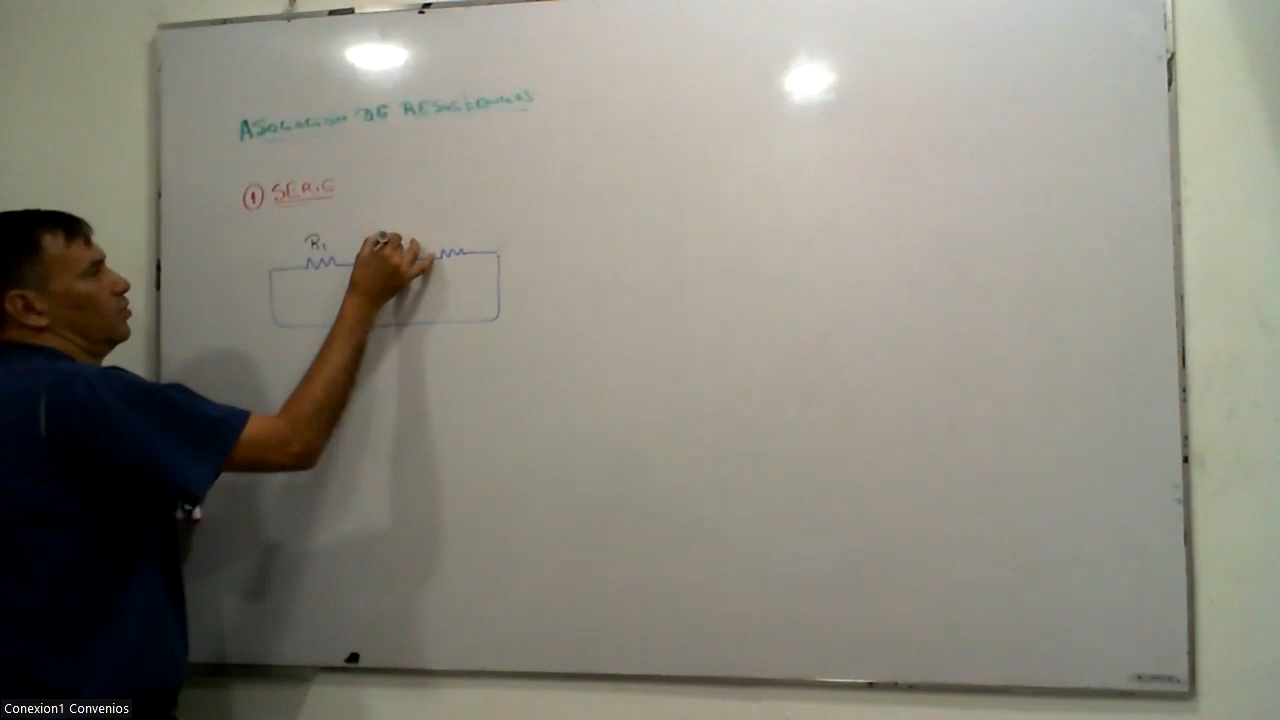 ASOCIACION DE RESISTENCIAS
① SERIE
R₁
Conexion1 Convenios